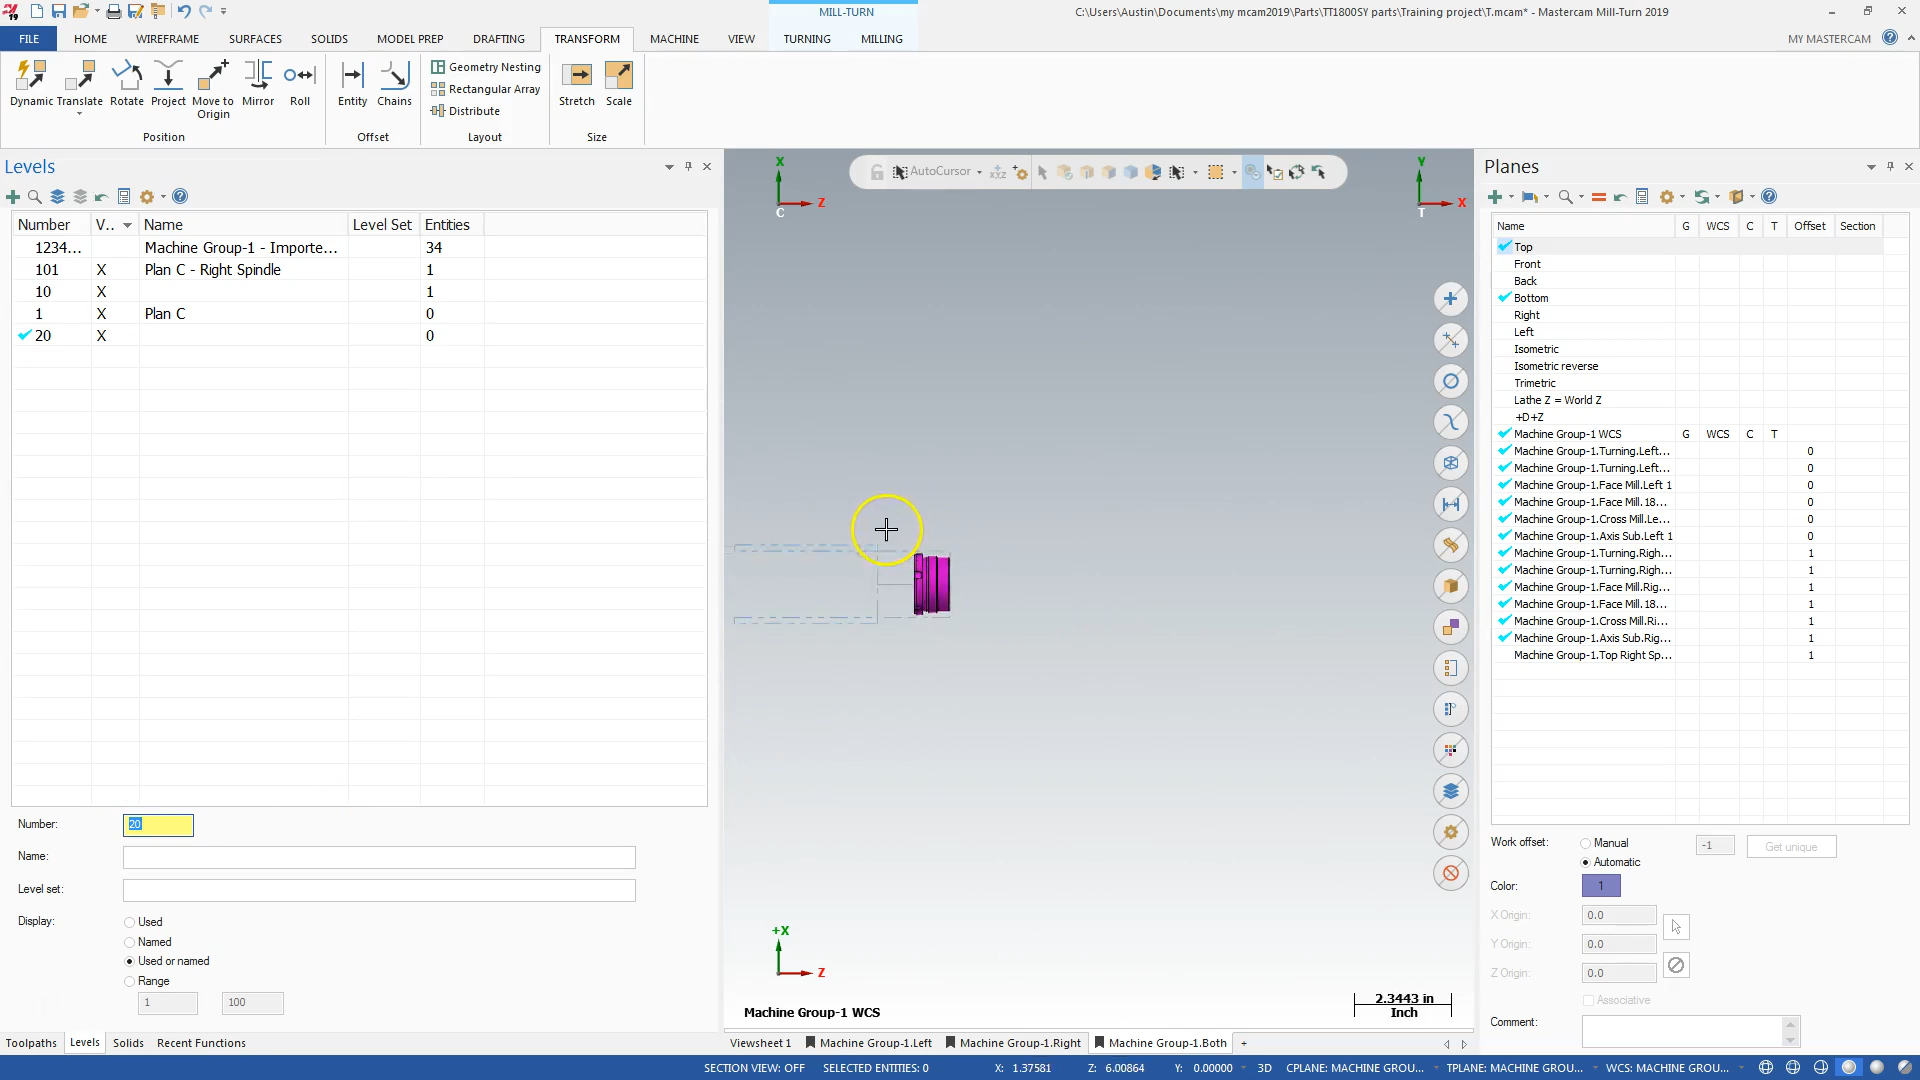 19
MILL-TURN
C:\Users\Austin\Documents\my mcam2019\Parts\TT1800SY parts\Training project\T.mcam* - Mastercam Mill-Turn 2019
FILE HOME WIREFRAME SURFACES SOLIDS MODEL PREP DRAFTING TRANSFORM MACHINE VIEW TURNING MILLING MY MASTERCAM
Dynamic Translate Rotate Project Move to Origin Mirror Roll Entity Chains Geometry Nesting Rectangular Array Distribute Stretch Scale
Position Offset Layout Size
Levels
Number V.. Name Level Set Entities
1234... Machine Group-1 - Importe... 34
101 X Plan C - Right Spindle 1
10 X 1
1 X Plan C 0
20 X 0
Number: 20
Name:
Level set:
Display: Used
Named
Used or named
Range
1 100
Toolpaths Levels Solids Recent Functions
AutoCursor
X Z C
Y X T
+X Z
Machine Group-1 WCS
2.3443 in
Inch
Viewsheet 1 Machine Group-1.Left Machine Group-1.Right Machine Group-1.Both +
Planes
Name G WCS C T Offset Section
Top
Front
Back
Bottom
Right
Left
Isometric
Isometric reverse
Trimetric
Lathe Z = World Z
+D+Z
Machine Group-1 WCS G WCS C T
Machine Group-1.Turning.Left... 0
Machine Group-1.Turning.Left... 0
Machine Group-1.Face Mill.Left 1 0
Machine Group-1.Face Mill.18... 0
Machine Group-1.Cross Mill.Le... 0
Machine Group-1.Axis Sub.Left 1 0
Machine Group-1.Turning.Righ... 1
Machine Group-1.Turning.Righ... 1
Machine Group-1.Face Mill.Rig... 1
Machine Group-1.Face Mill.18... 1
Machine Group-1.Cross Mill.Ri... 1
Machine Group-1.Axis Sub.Rig... 1
Machine Group-1.Top Right Sp... 1
Work offset: Manual -1 Get unique
Automatic
Color: 1
X Origin: 0.0
Y Origin: 0.0
Z Origin: 0.0
Associative
Comment:
SECTION VIEW: OFF SELECTED ENTITIES: 0 X: 1.37581 Z: 6.00864 Y: 0.00000 3D CPLANE: MACHINE GROU... TPLANE: MACHINE GROU... WCS: MACHINE GROU...